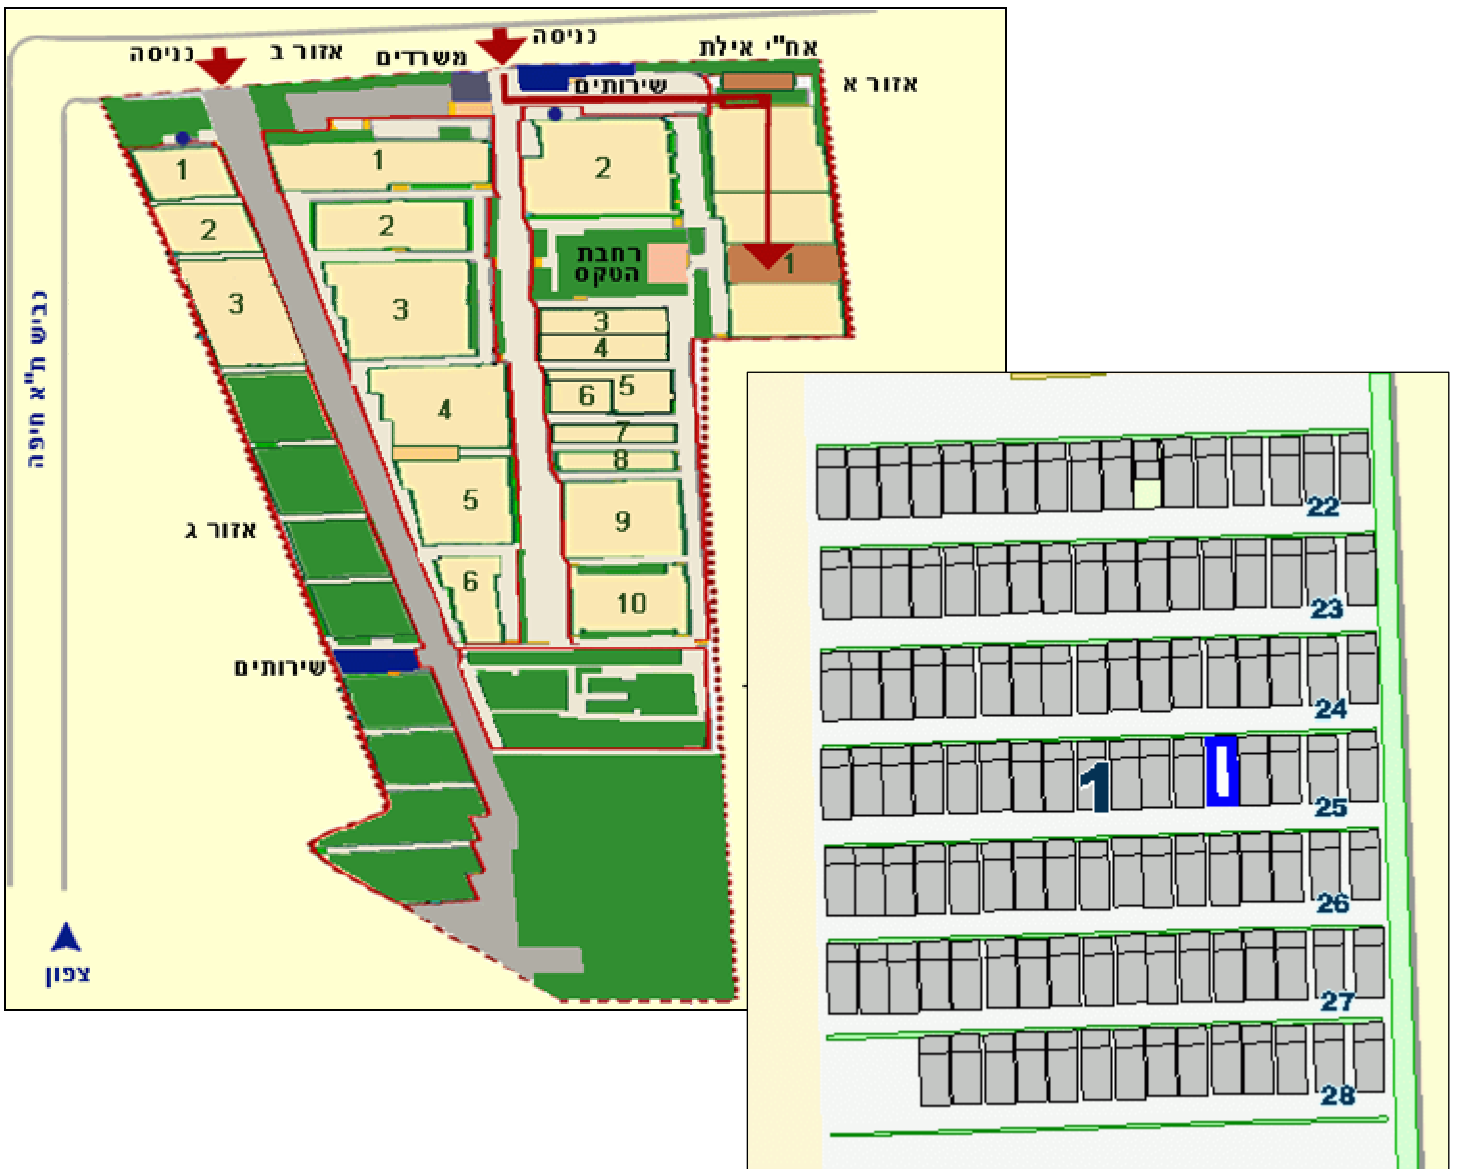 כניסה
אזור ב
משרדים
כניסה
שירותים
אח"י אילת
אזור א
1
2
3
1
2
3
4
5
6
2
רחבת
הטקס
3
4
5
6
7
8
9
10
1
כביש ת"א חיפה
אזור ג
שירותים
צפון
22
23
24
1
25
26
27
28